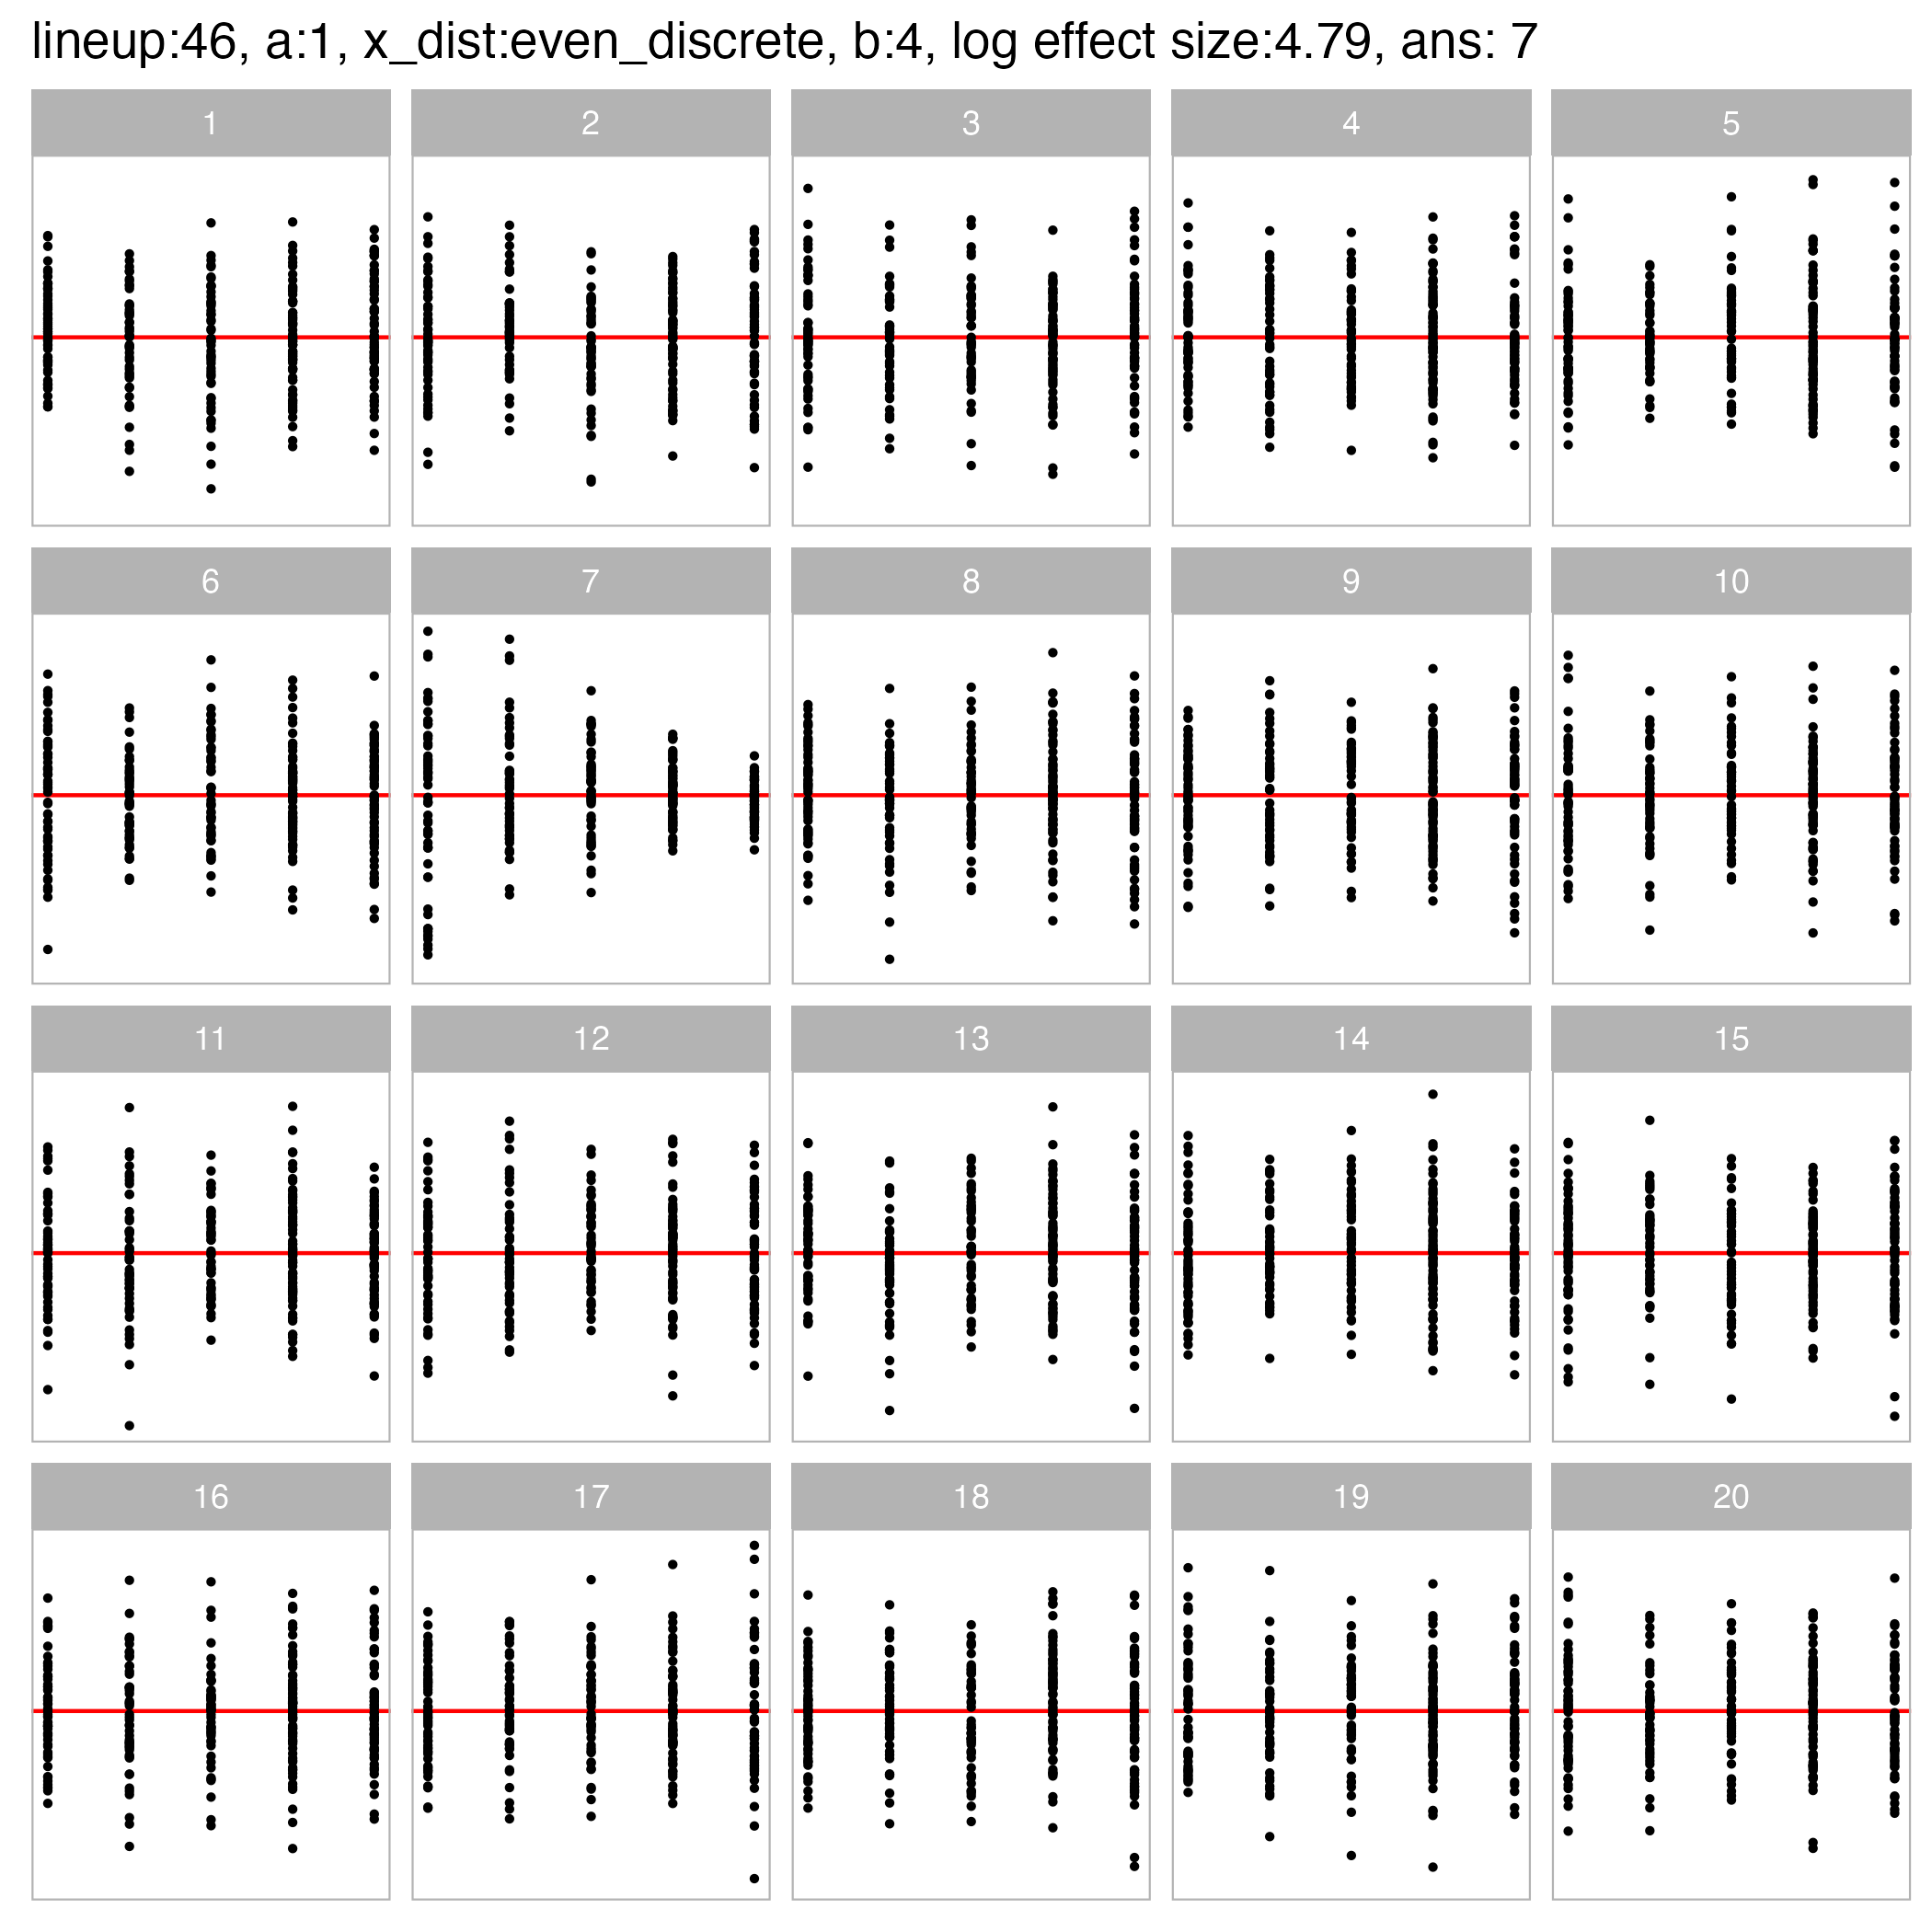 lineup:46, a:1, x_dist:even_discrete, b:4, log effect size:4.79, ans: 7
1 2 3 4 5
6 7 8 9 10
11 12 13 14 15
16 17 18 19 20